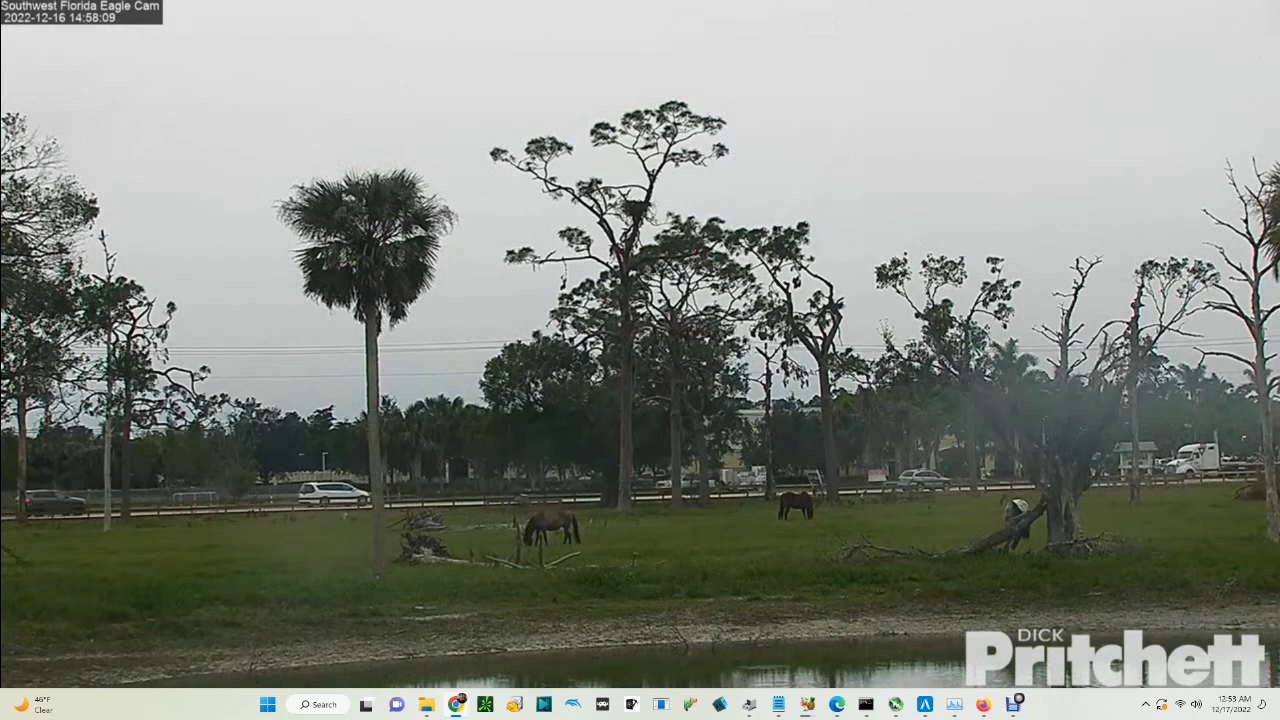 Southwest Florida Eagle Cam
2022-12-16 14:58:09
DICK
Pritchett
46°F
Clear
Search
12:53 AM
12/17/2022